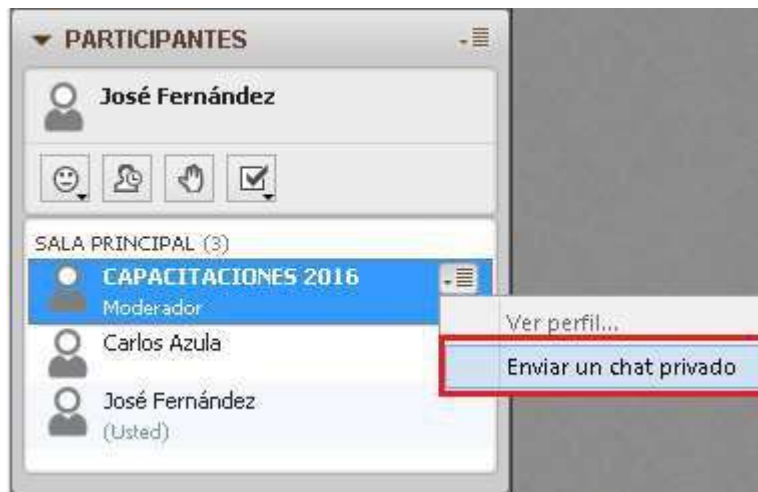 PARTICIPANTES
José Fernández
SALA PRINCIPAL (3)
CAPACITACIONES 2016
Moderador
Ver perfil...
Carlos Azula
Enviar un chat privado
José Fernández
(Usted)